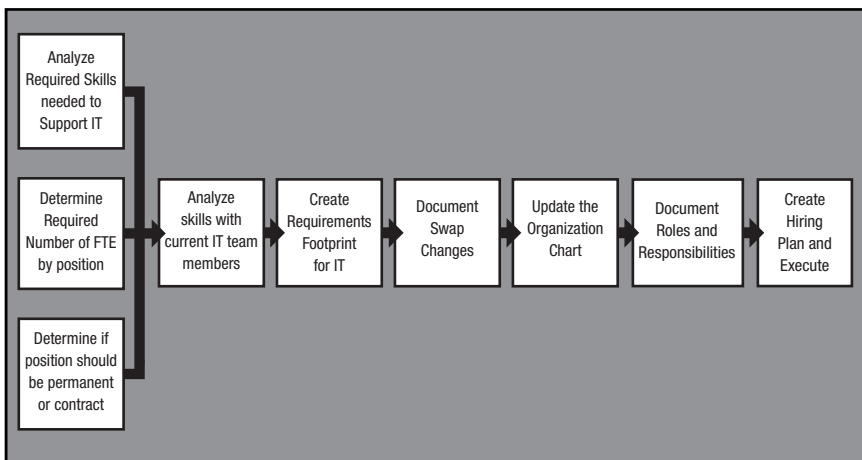 Analyze
Required Skills
needed to
Support IT
Determine
Required
Number of FTE
by position
Determine if
position should
be permanent
or contract
Analyze
skills with
current IT team
members
Create
Requirements
Footprint
for IT
Document
Swap
Changes
Update the
Organization
Chart
Document
Roles and
Responsibilities
Create
Hiring
Plan and
Execute